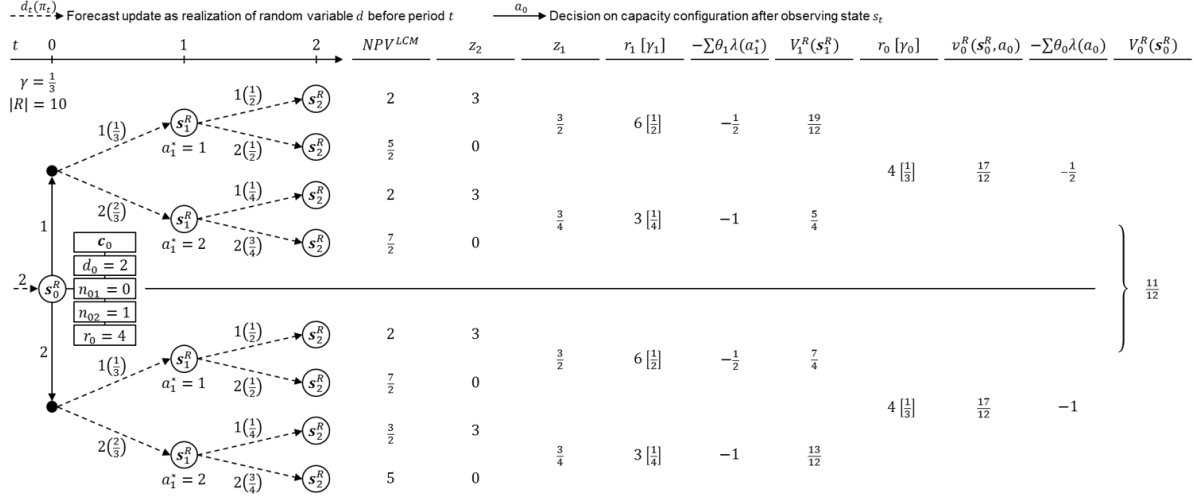 d_t(π_t) Forecast update as realization of random variable d before period t a_0 Decision on capacity configuration after observing state s_t
t 0 1 2 NPV^{LCM} z_2 z_1 r_1 [γ_1] −∑θ_1λ(a_1^*) V_1^R(s_1^R) r_0 [γ_0] v_0^R(s_0^R, a_0) −∑θ_0λ(a_0) V_0^R(s_0^R)
γ = 1/3
|R| = 10
1(1/2) s_2^R 2 3
1(1/3) s_1^R 3/2 6 [1/2] −1/2 19/12
a_1^* = 1 2(1/2) s_2^R 5/2 0
4 [1/3] 17/12 −1/2
1(1/4) s_2^R 2 3
2(2/3) s_1^R 3/4 3 [1/4] −1 5/4
1
a_1^* = 2 2(3/4) s_2^R 7/2 0
c_0
d_0 = 2
2 s_0^R n_01 = 0 11/12
n_02 = 1
r_0 = 4
1(1/2) s_2^R 2 3
2
1(1/3) s_1^R 3/2 6 [1/2] −1/2 7/4
a_1^* = 1 2(1/2) s_2^R 7/2 0
4 [1/3] 17/12 −1
1(1/4) s_2^R 3/2 3
2(2/3) s_1^R 3/4 3 [1/4] −1 13/12
a_1^* = 2 2(3/4) s_2^R 5 0